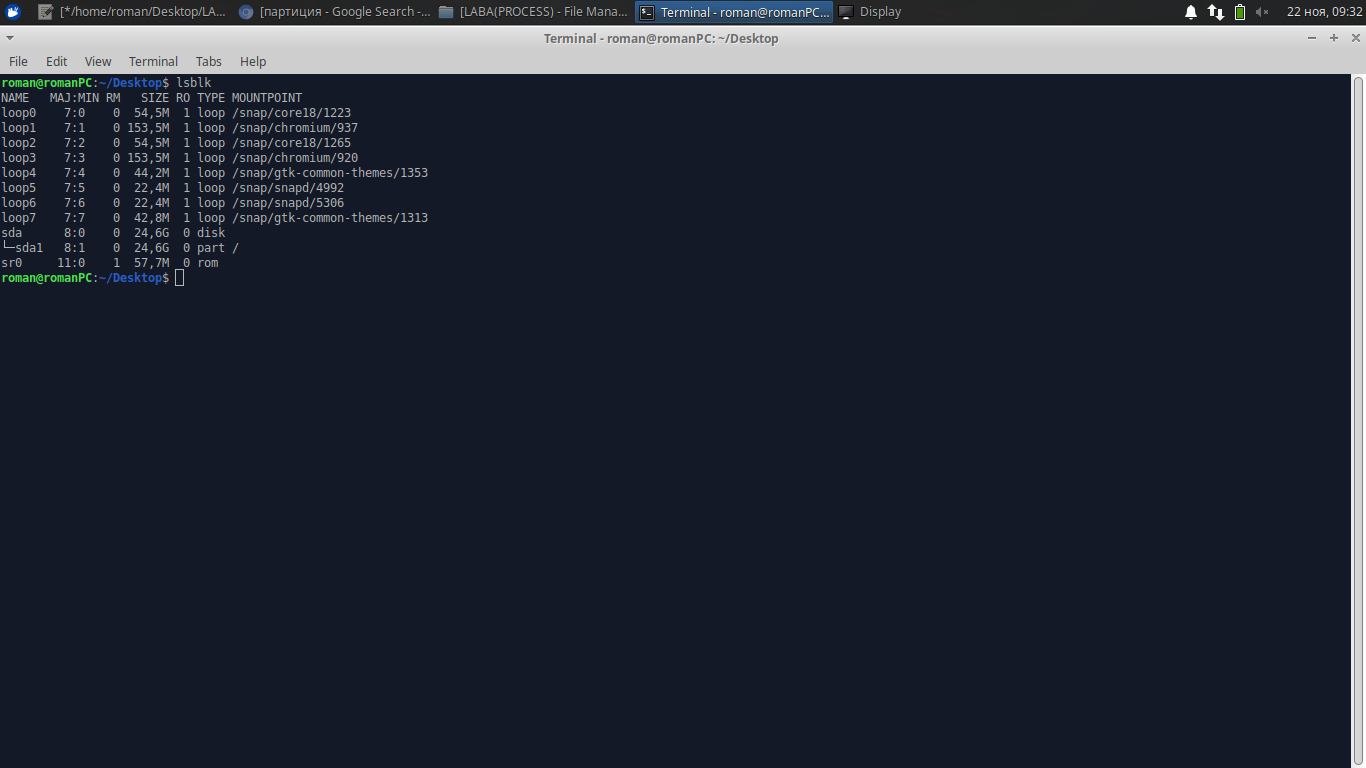 [*/home/roman/Desktop/LA... [партиция - Google Search -... [LABA(PROCESS) - File Mana... Terminal - roman@romanPC... Display 22 ноя, 09:32
Terminal - roman@romanPC: ~/Desktop
File Edit View Terminal Tabs Help
roman@romanPC:~/Desktop$ lsblk
NAME   MAJ:MIN RM   SIZE RO TYPE MOUNTPOINT
loop0    7:0    0  54,5M  1 loop /snap/core18/1223
loop1    7:1    0 153,5M  1 loop /snap/chromium/937
loop2    7:2    0  54,5M  1 loop /snap/core18/1265
loop3    7:3    0 153,5M  1 loop /snap/chromium/920
loop4    7:4    0  44,2M  1 loop /snap/gtk-common-themes/1353
loop5    7:5    0  22,4M  1 loop /snap/snapd/4992
loop6    7:6    0  22,4M  1 loop /snap/snapd/5306
loop7    7:7    0  42,8M  1 loop /snap/gtk-common-themes/1313
sda      8:0    0  24,6G  0 disk
└─sda1   8:1    0  24,6G  0 part /
sr0     11:0    1  57,7M  0 rom
roman@romanPC:~/Desktop$